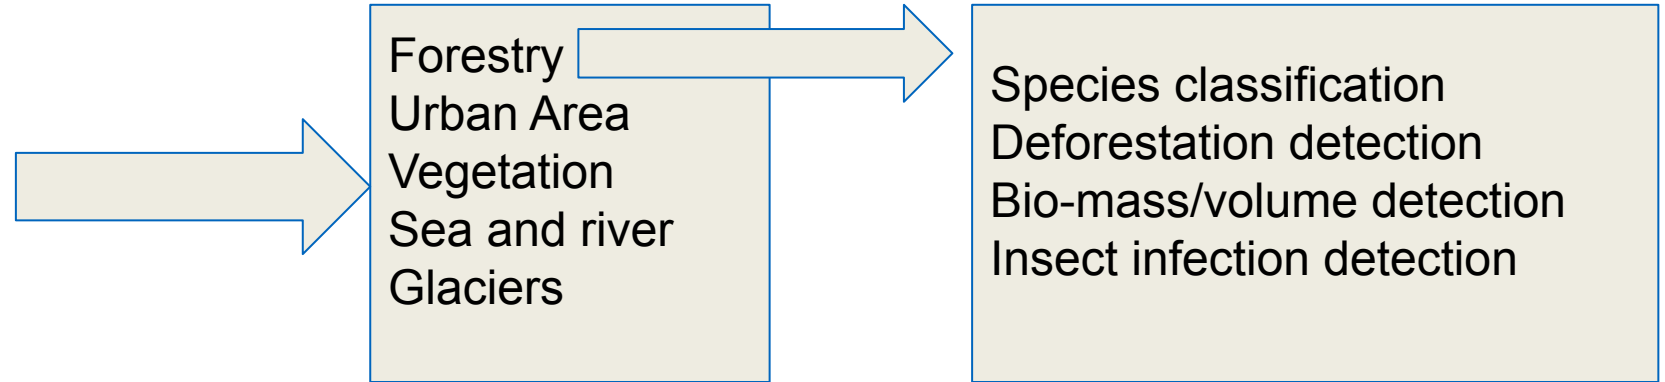 Forestry
Urban Area
Vegetation
Sea and river
Glaciers
Species classification
Deforestation detection
Bio-mass/volume detection
Insect infection detection